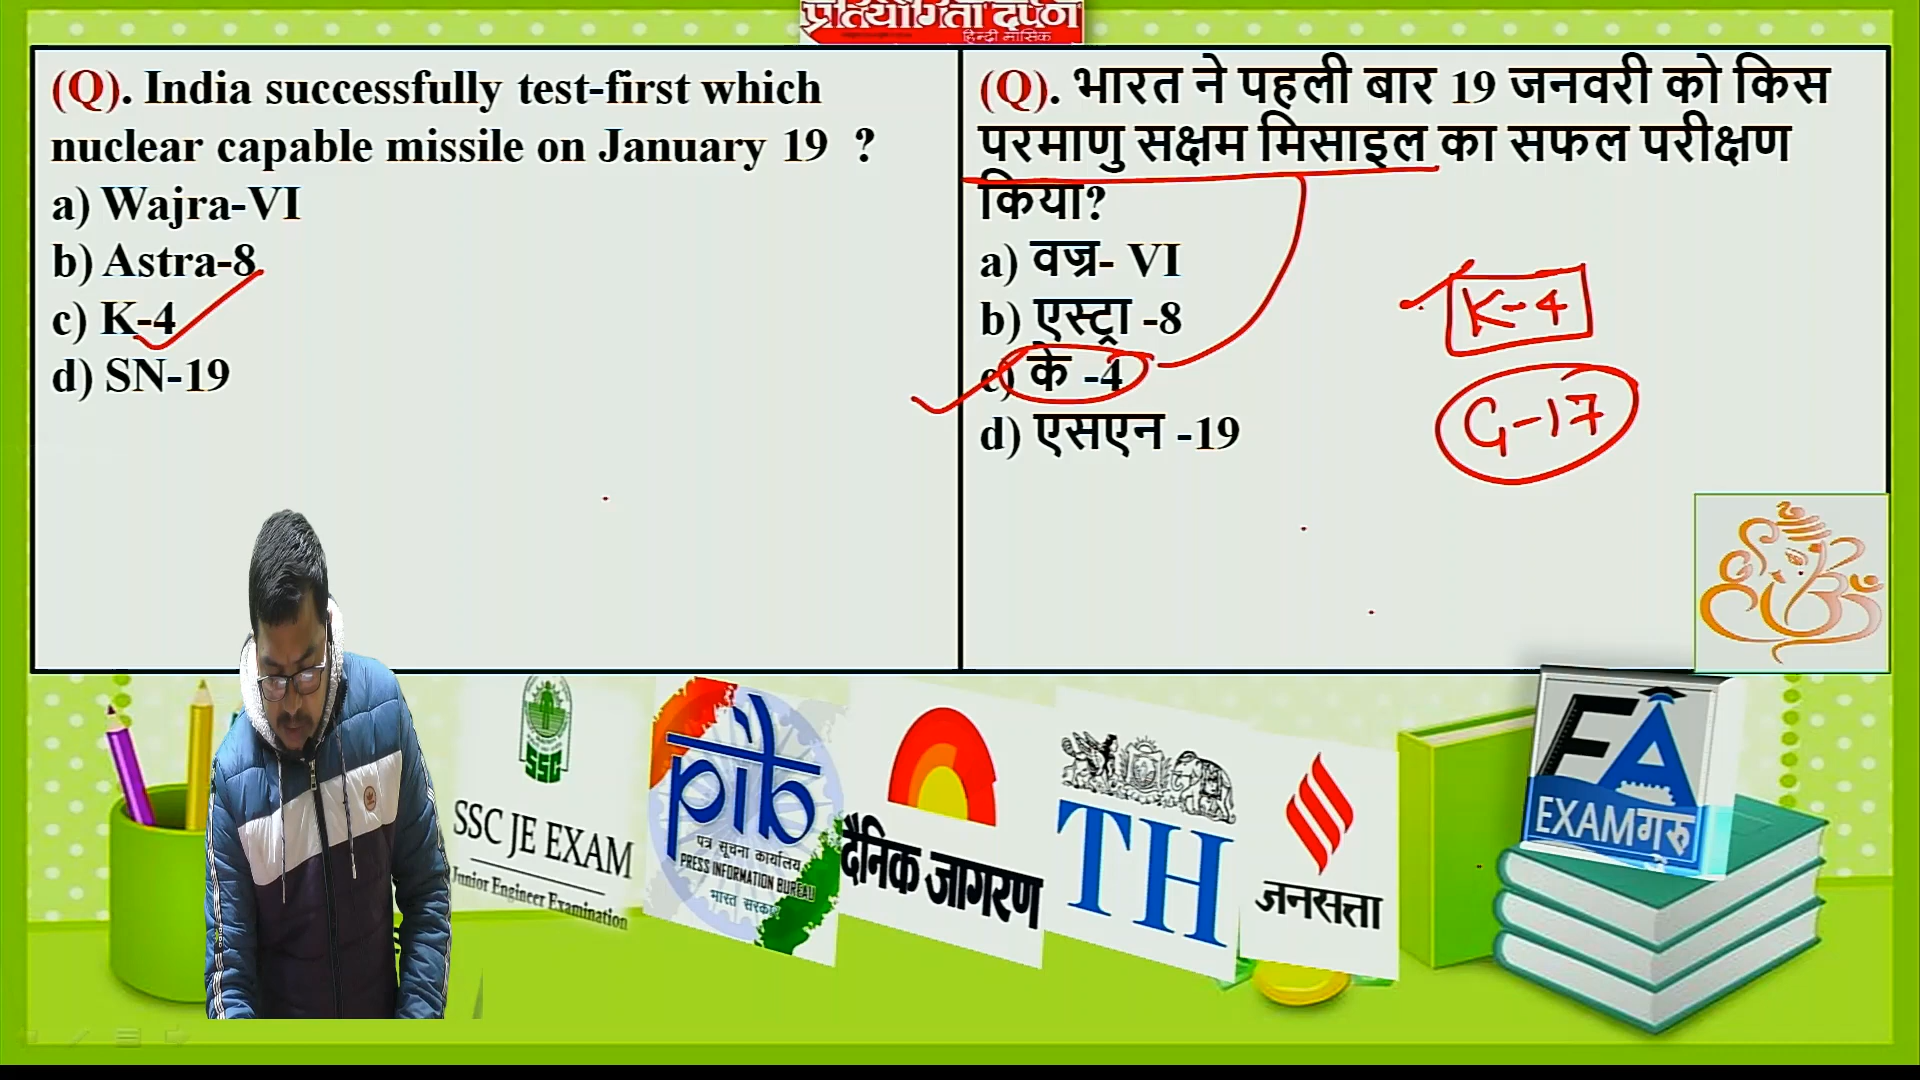 प्रतियोगिता दर्पण
हिन्दी मासिक
(Q). India successfully test-first which
nuclear capable missile on January 19 ?
a) Wajra-VI
b) Astra-8
c) K-4
d) SN-19
(Q). भारत ने पहली बार 19 जनवरी को किस
परमाणु सक्षम मिसाइल का सफल परीक्षण
किया?
a) वज्र- VI
b) एस्ट्रा -8
c) के -4
d) एसएन -19
K-4
G-17
SSC
SSC JE EXAM
Junior Engineer Examination
pib
पत्र सूचना कार्यालय
PRESS INFORMATION BUREAU
भारत सरकार
दैनिक जागरण
TH
जनसत्ता
FA
EXAMगुरु